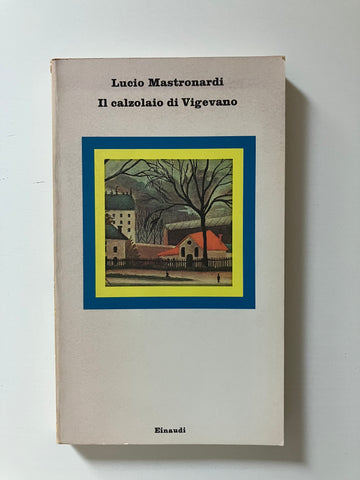 Lucio Mastronardi
Il calzolaio di Vigevano
Einaudi